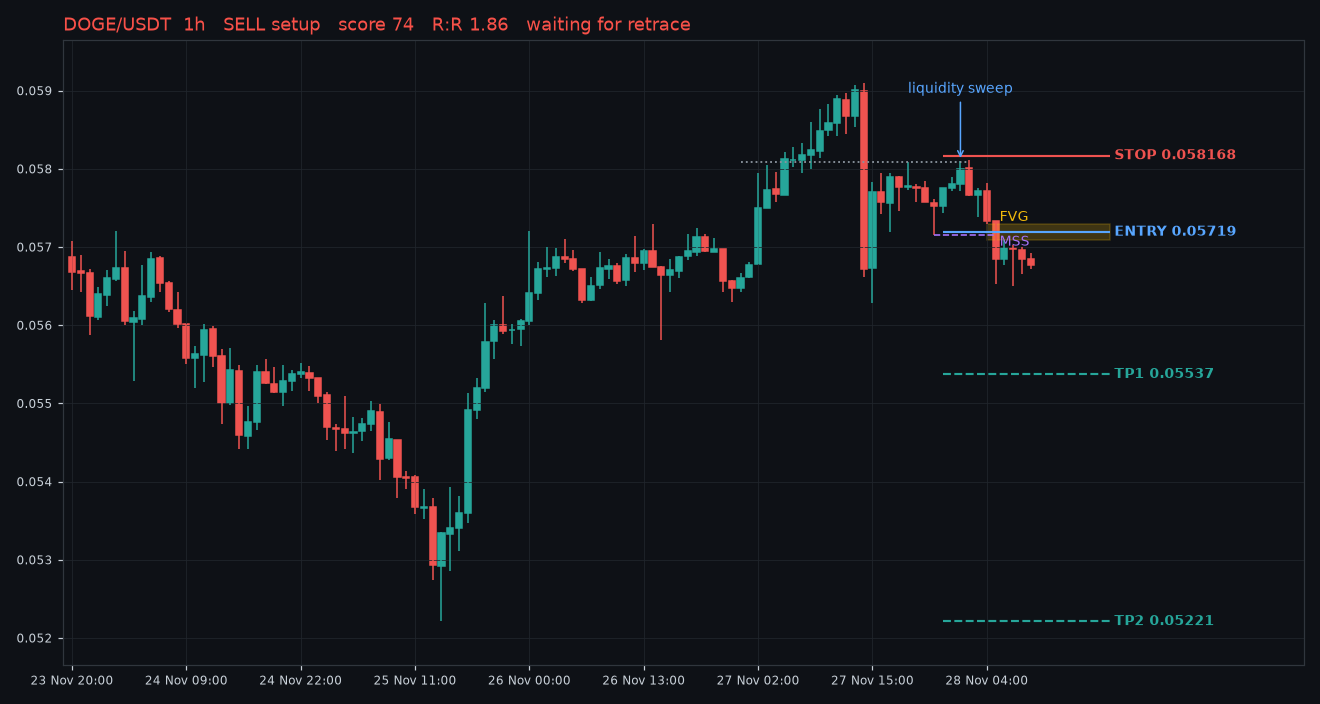 DOGE/USDT 1h SELL setup score 74 R:R 1.86 waiting for retrace
0.059
0.058
0.057
0.056
0.055
0.054
0.053
0.052
liquidity sweep
STOP 0.058168
FVG
ENTRY 0.05719
MSS
TP1 0.05537
TP2 0.05221
23 Nov 20:00
24 Nov 09:00
24 Nov 22:00
25 Nov 11:00
26 Nov 00:00
26 Nov 13:00
27 Nov 02:00
27 Nov 15:00
28 Nov 04:00